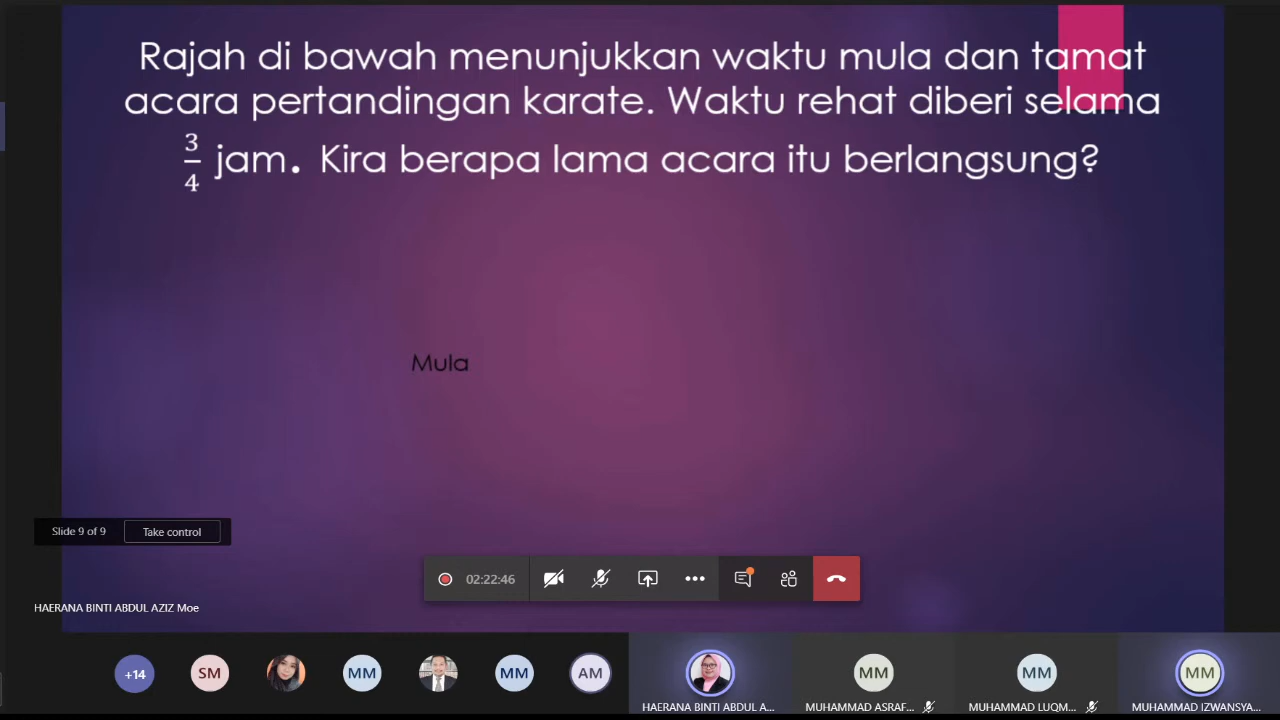 Rajah di bawah menunjukkan waktu mula dan tamat
acara pertandingan karate. Waktu rehat diberi selama
3/4 jam. Kira berapa lama acara itu berlangsung?
Mula
Slide 9 of 9
Take control
02:22:46
HAERANA BINTI ABDUL AZIZ Moe
+14
SM
MM
MM
AM
MM
MM
MM
HAERANA BINTI ABDUL A...
MUHAMMAD ASRAF...
MUHAMMAD LUQM...
MUHAMMAD IZWANSYA...